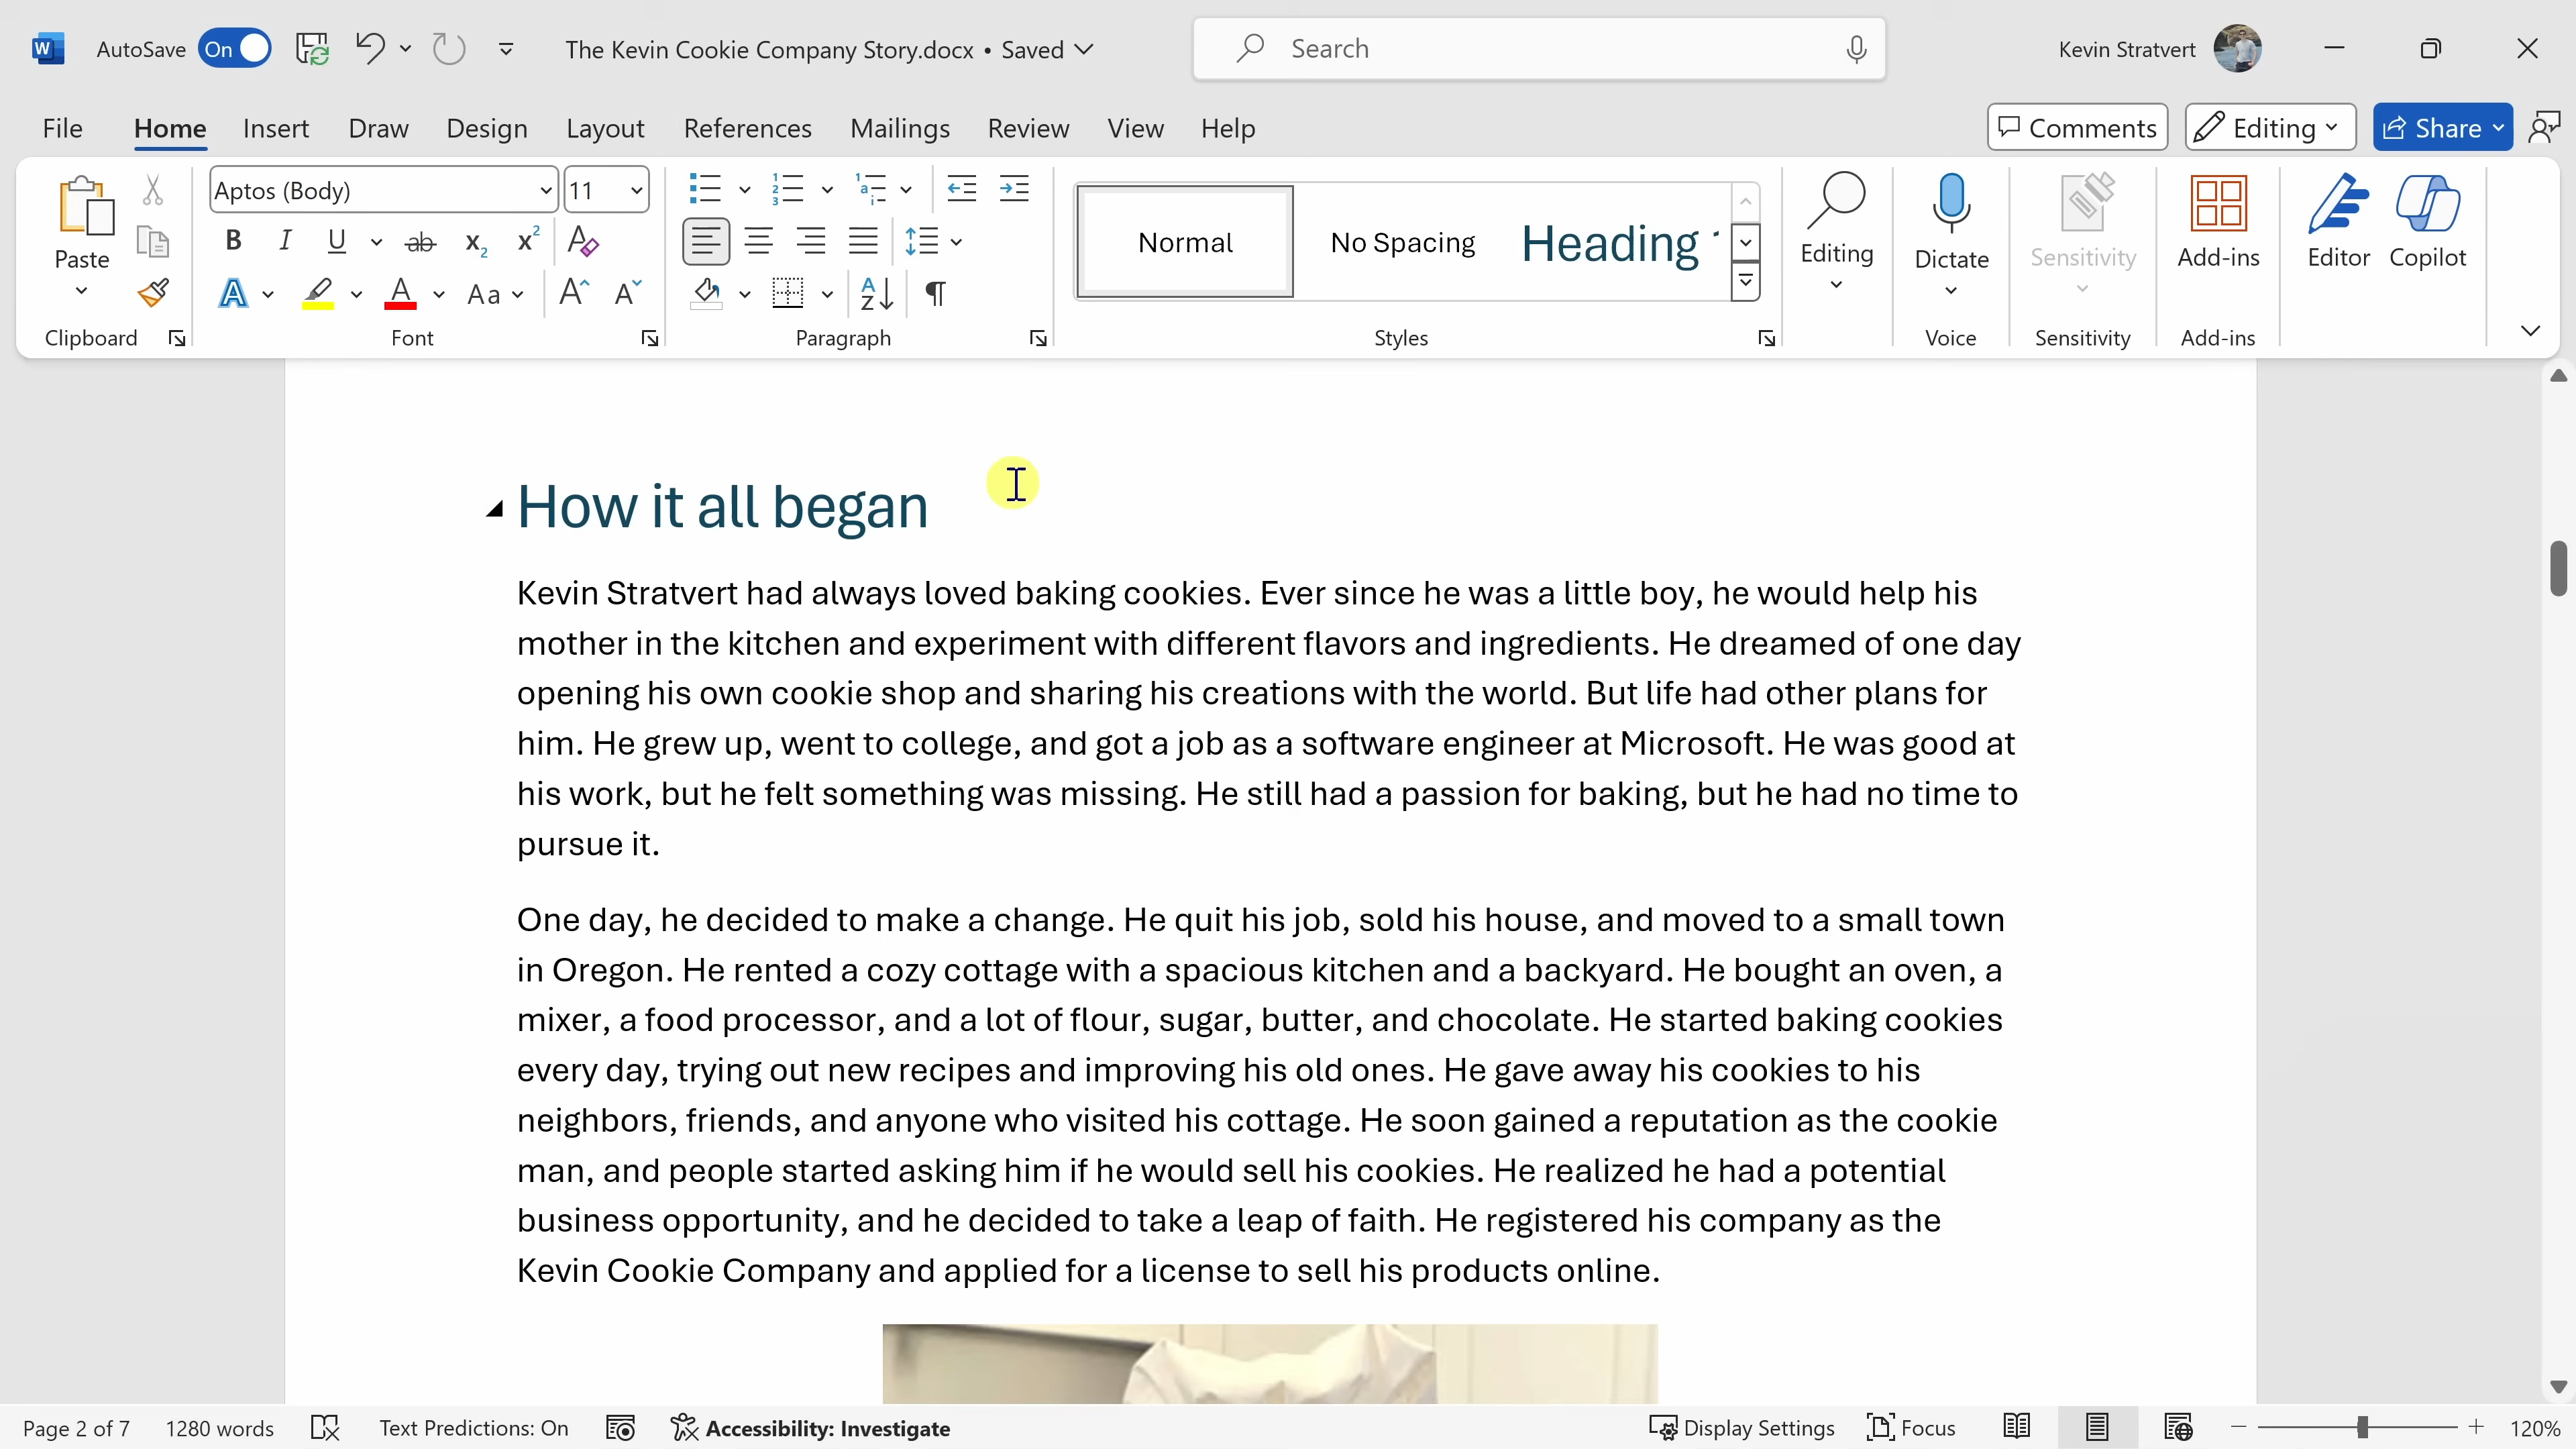 W AutoSave On The Kevin Cookie Company Story.docx • Saved Search Kevin Stratvert
File Home Insert Draw Design Layout References Mailings Review View Help Comments Editing Share
Paste Aptos (Body) 11 Normal No Spacing Heading Editing Dictate Sensitivity Add-ins Editor Copilot
Clipboard Font Paragraph Styles Voice Sensitivity Add-ins
How it all began
Kevin Stratvert had always loved baking cookies. Ever since he was a little boy, he would help his
mother in the kitchen and experiment with different flavors and ingredients. He dreamed of one day
opening his own cookie shop and sharing his creations with the world. But life had other plans for
him. He grew up, went to college, and got a job as a software engineer at Microsoft. He was good at
his work, but he felt something was missing. He still had a passion for baking, but he had no time to
pursue it.
One day, he decided to make a change. He quit his job, sold his house, and moved to a small town
in Oregon. He rented a cozy cottage with a spacious kitchen and a backyard. He bought an oven, a
mixer, a food processor, and a lot of flour, sugar, butter, and chocolate. He started baking cookies
every day, trying out new recipes and improving his old ones. He gave away his cookies to his
neighbors, friends, and anyone who visited his cottage. He soon gained a reputation as the cookie
man, and people started asking him if he would sell his cookies. He realized he had a potential
business opportunity, and he decided to take a leap of faith. He registered his company as the
Kevin Cookie Company and applied for a license to sell his products online.
Page 2 of 7 1280 words Text Predictions: On Accessibility: Investigate Display Settings Focus 120%